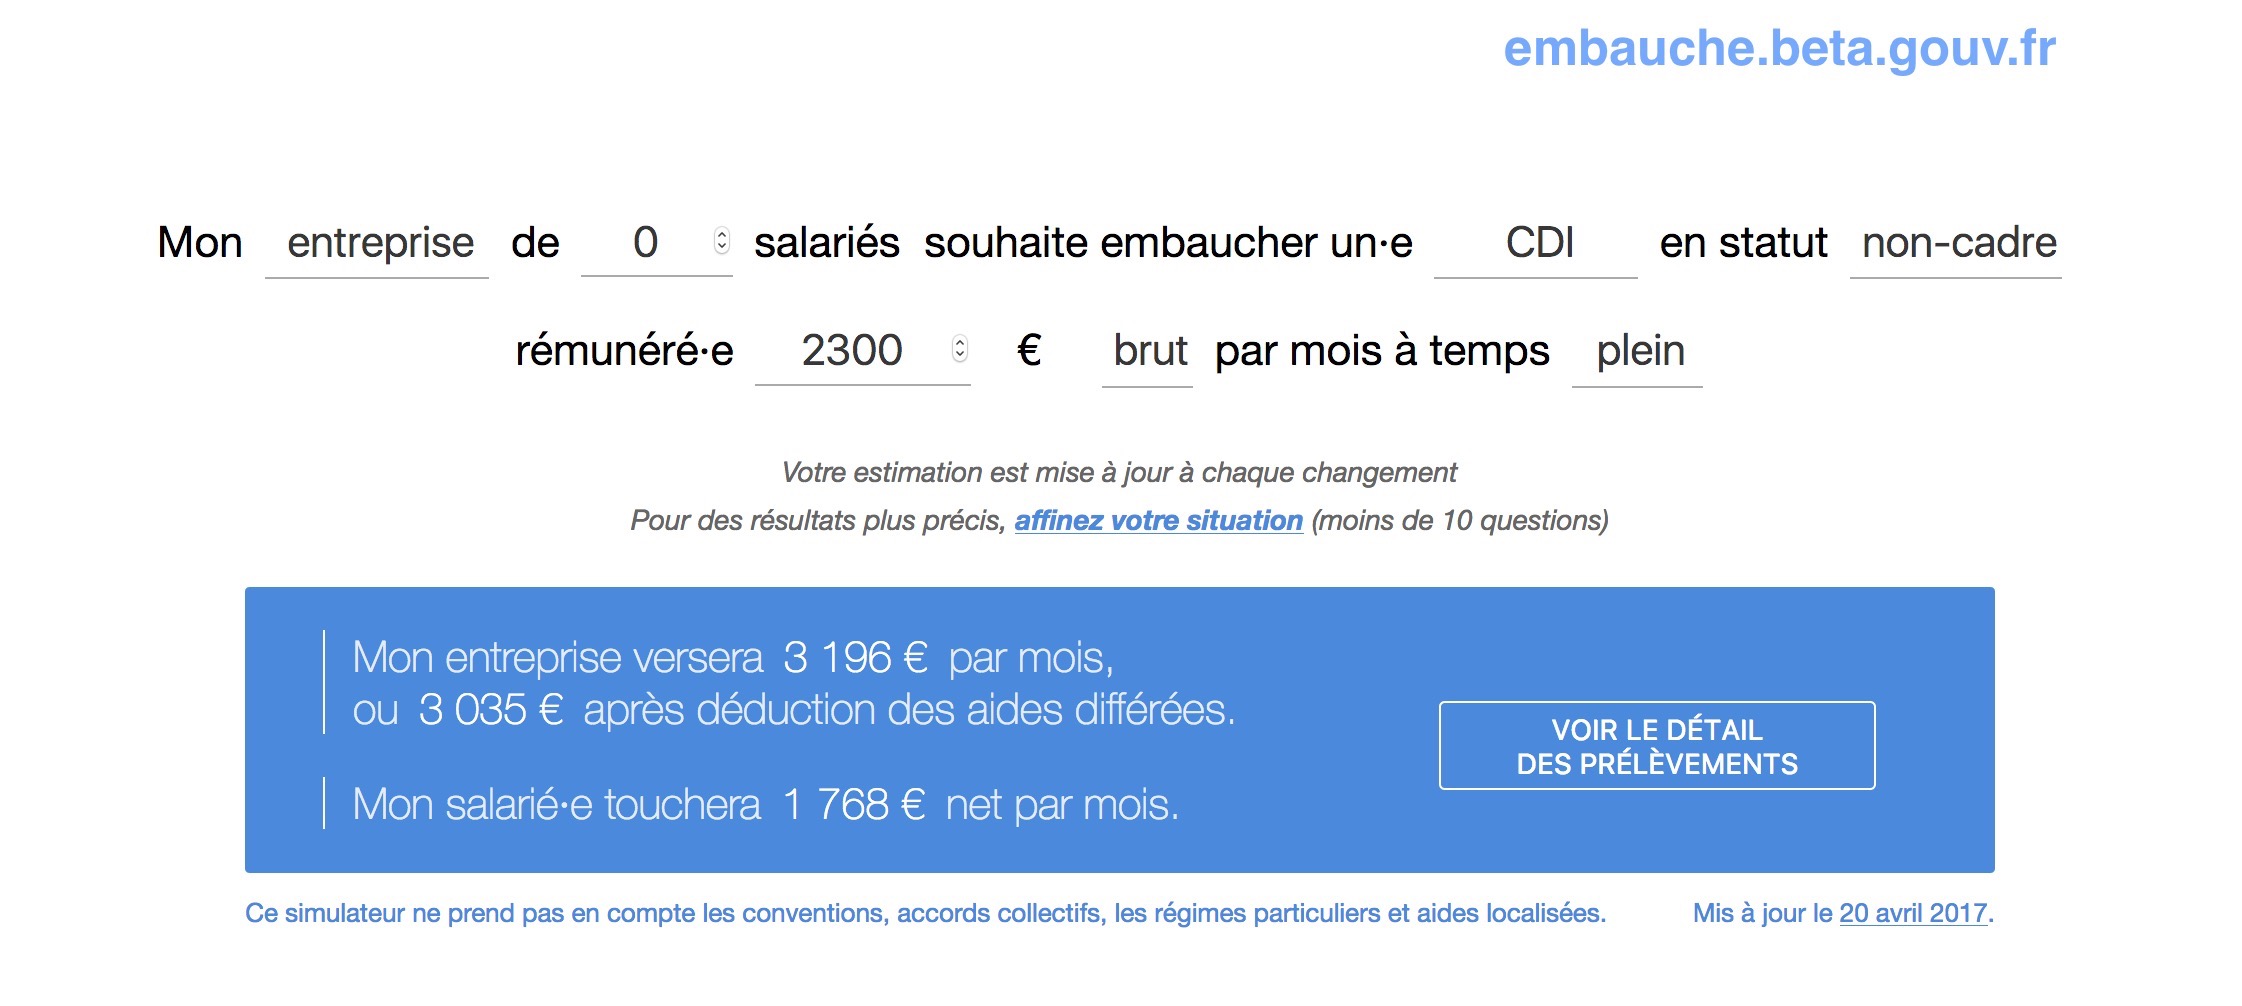 embauche.beta.gouv.fr
Mon entreprise de 0 salariés souhaite embaucher un·e CDI en statut non-cadre
rémunéré·e 2300 € brut par mois à temps plein
Votre estimation est mise à jour à chaque changement
Pour des résultats plus précis, affinez votre situation (moins de 10 questions)
Mon entreprise versera 3 196 € par mois,
ou 3 035 € après déduction des aides différées.
Mon salarié·e touchera 1 768 € net par mois.
VOIR LE DÉTAIL
DES PRÉLÈVEMENTS
Ce simulateur ne prend pas en compte les conventions, accords collectifs, les régimes particuliers et aides localisées.
Mis à jour le 20 avril 2017.